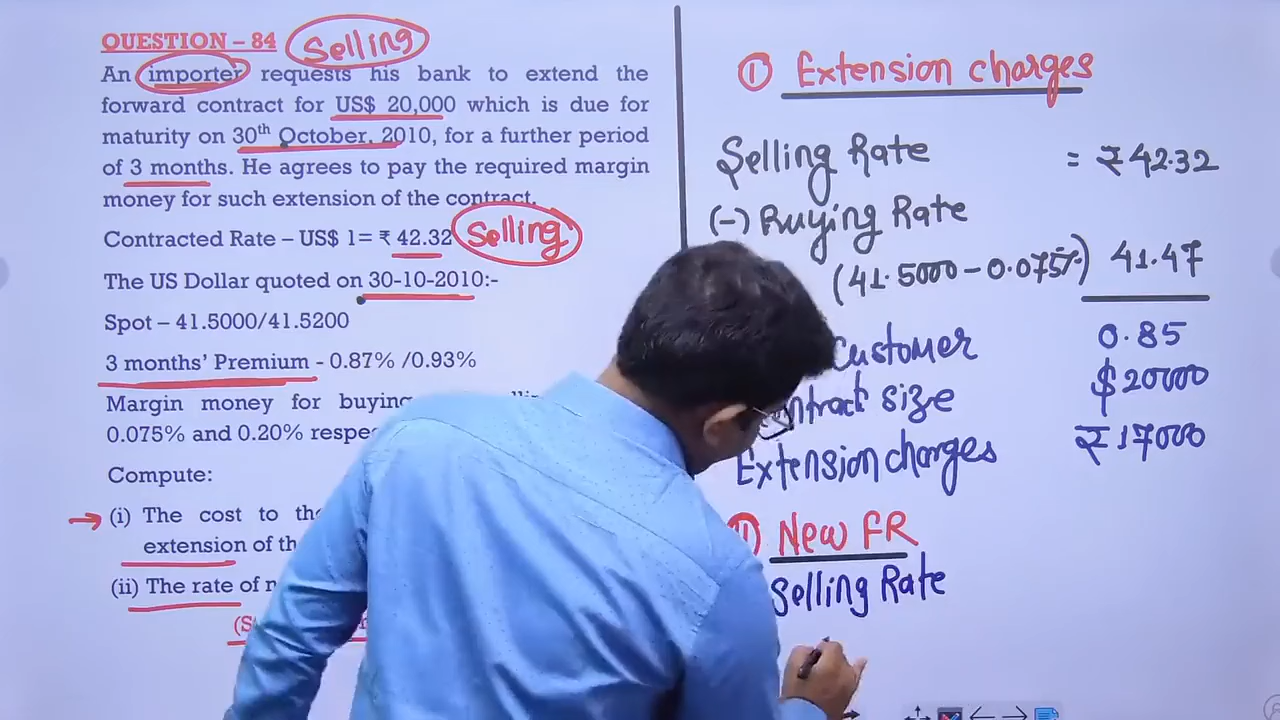 QUESTION – 84 Selling
An importer requests his bank to extend the
forward contract for US$ 20,000 which is due for
maturity on 30th October, 2010, for a further period
of 3 months. He agrees to pay the required margin
money for such extension of the contract.
Contracted Rate – US$ 1= ₹ 42.32 Selling
The US Dollar quoted on 30-10-2010:-
Spot – 41.5000/41.5200
3 months' Premium - 0.87% /0.93%
Margin money for buying
0.075% and 0.20%
Compute:
(i) The cost to
extension of
(ii) The rate of
① Extension charges
Selling Rate = ₹42.32
(-) Buying Rate
(41.5000 - 0.075%) 41.47
Customer 0.85
size $20000
Extension charges ₹17000
New FR
Selling Rate